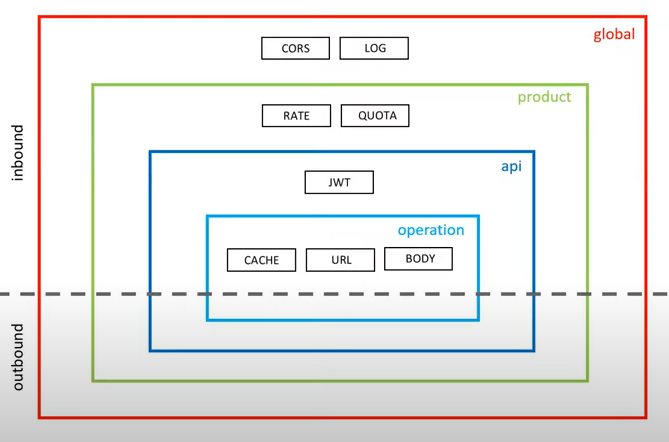 global
CORS LOG
product
RATE QUOTA
api
JWT
operation
CACHE URL BODY
inbound
outbound